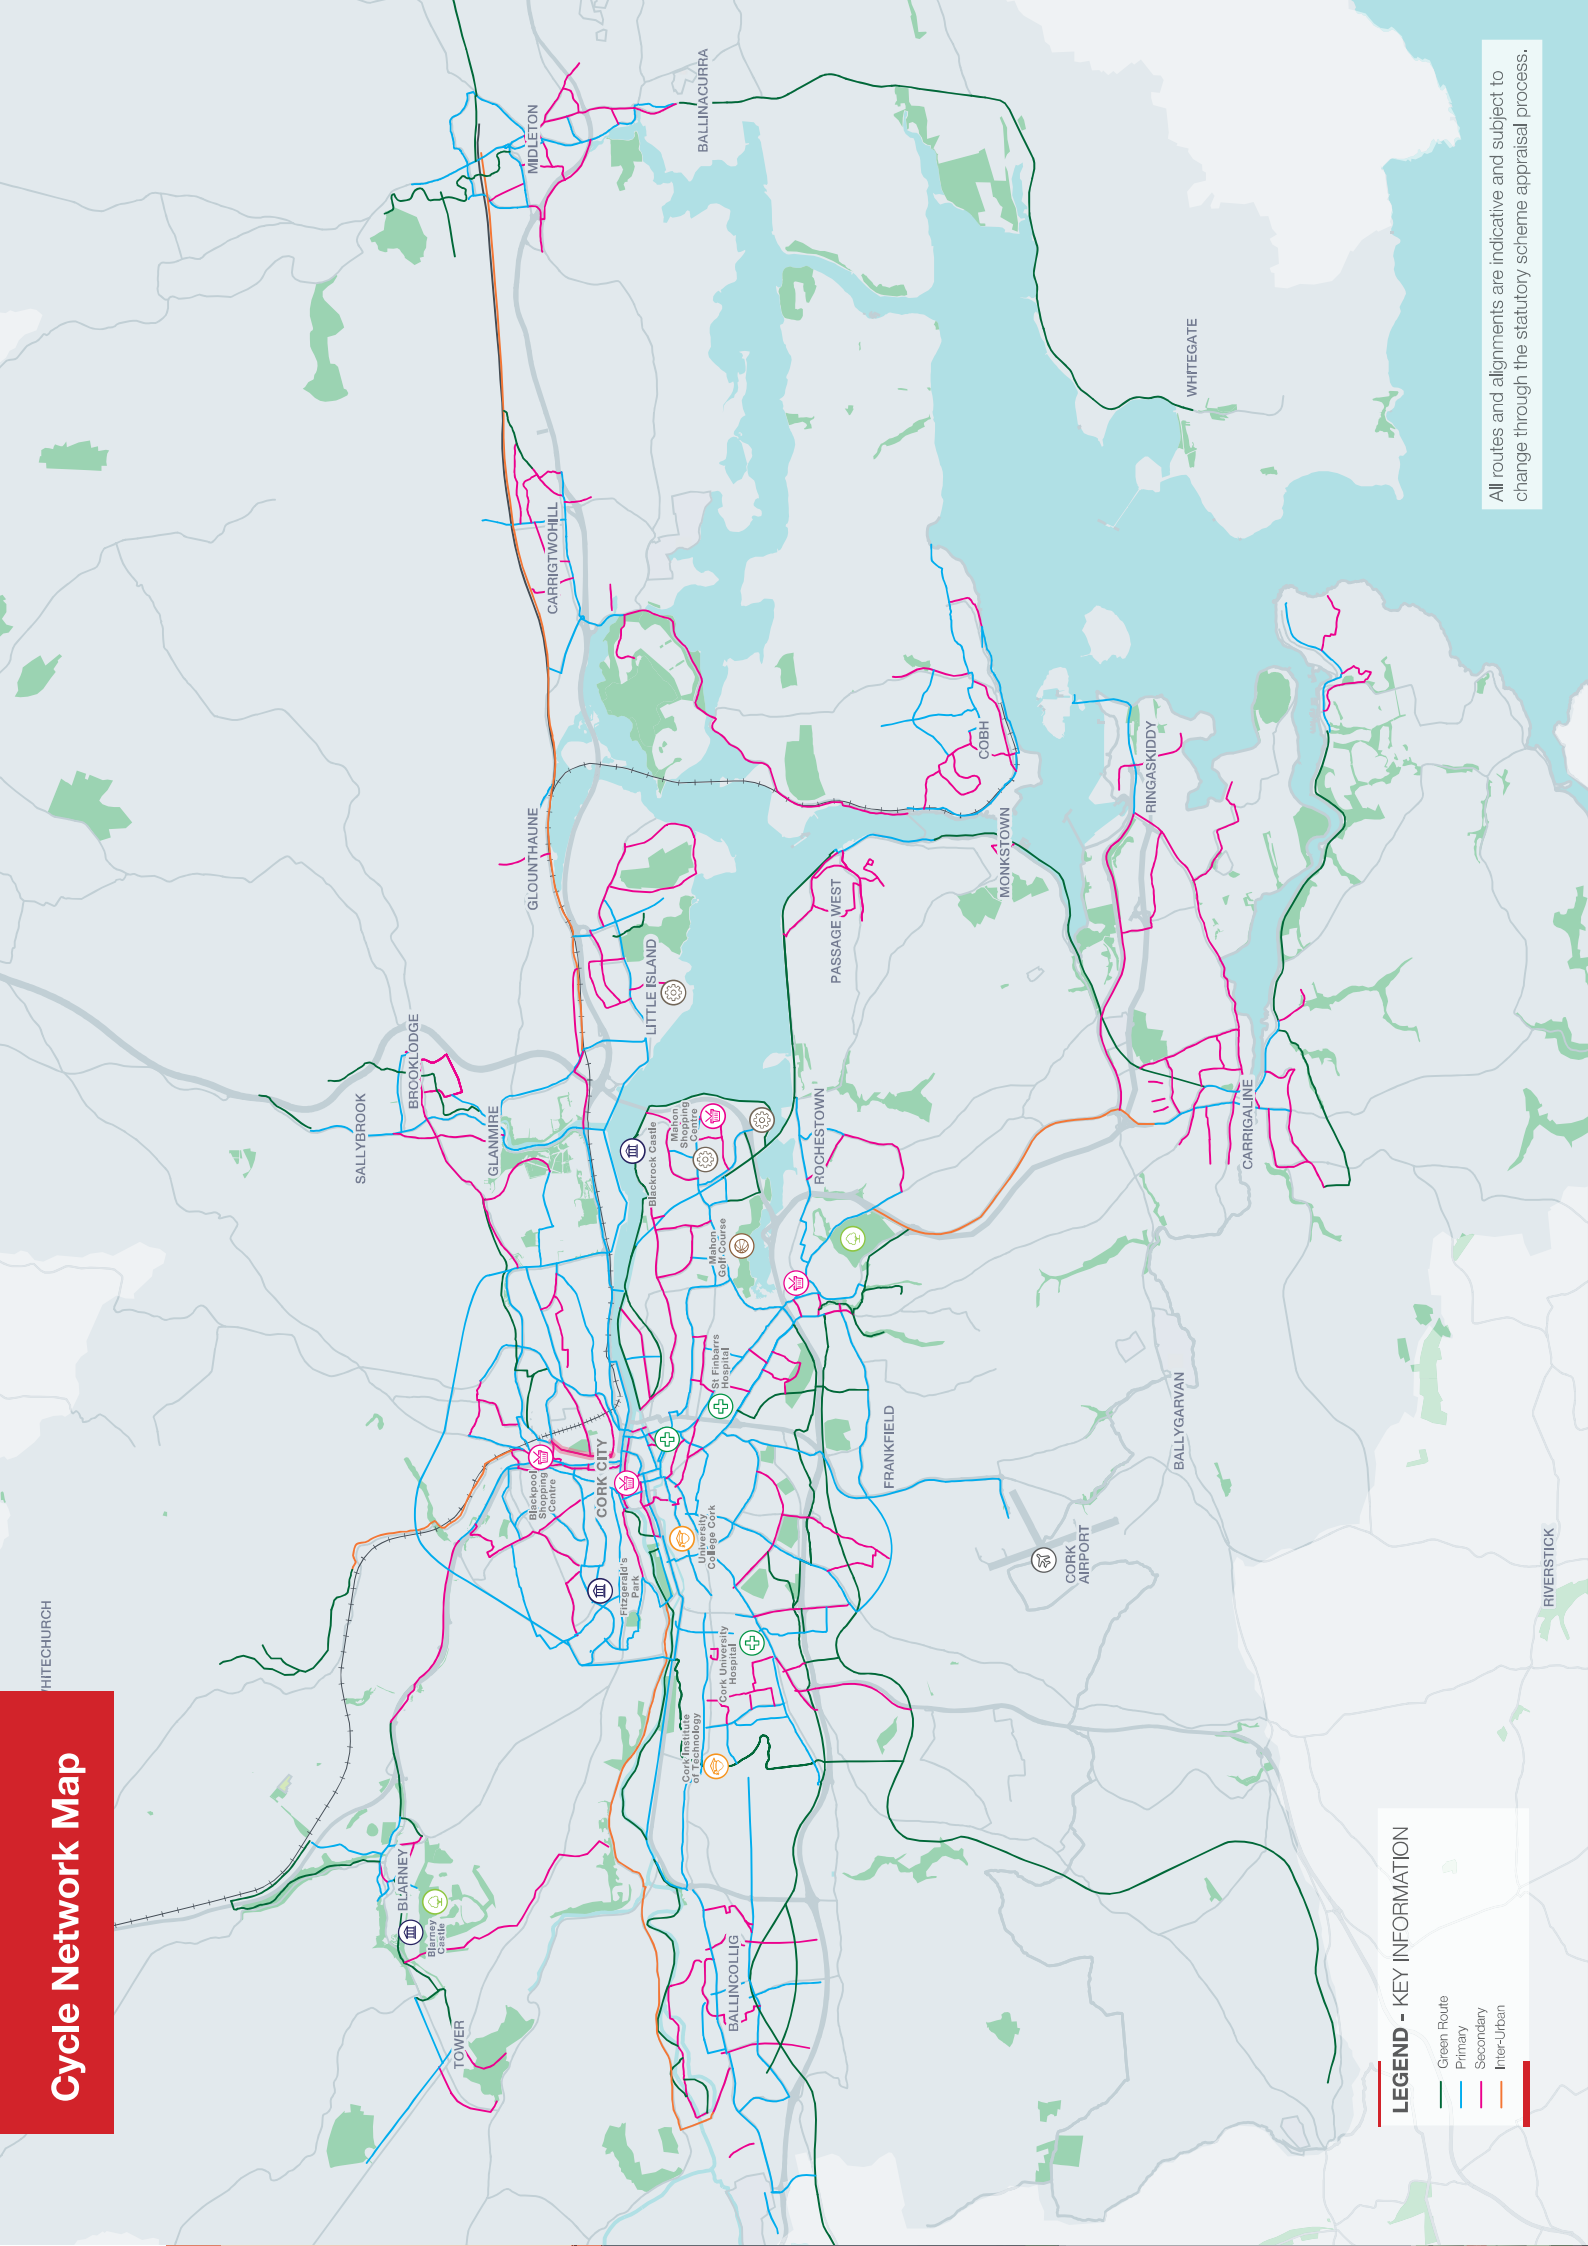 Cycle Network Map
WHITECHURCH
SALLYBROOK
BROOKLODGE
GLANMIRE
MIDLETON
BALLINACURRA
CARRIGTWOHILL
GLOUNTHAUNE
LITTLE ISLAND
TOWER
BLARNEY
Blarney
Castle
Blackpool
Shopping
Centre
CORK CITY
Fitzgerald's
Park
University
College Cork
Cork University
Hospital
Cork Institute
of Technology
BALLINCOLLIG
St Finbarrs
Hospital
Mahon
Golf Course
Blackrock Castle
Mahon
Shopping
Centre
ROCHESTOWN
PASSAGE WEST
MONKSTOWN
COBH
WHITEGATE
RINGASKIDDY
CARRIGALINE
FRANKFIELD
CORK
AIRPORT
BALLYGARVAN
RIVERSTICK
LEGEND - KEY INFORMATION
Green Route
Primary
Secondary
Inter-Urban
All routes and alignments are indicative and subject to
change through the statutory scheme appraisal process.